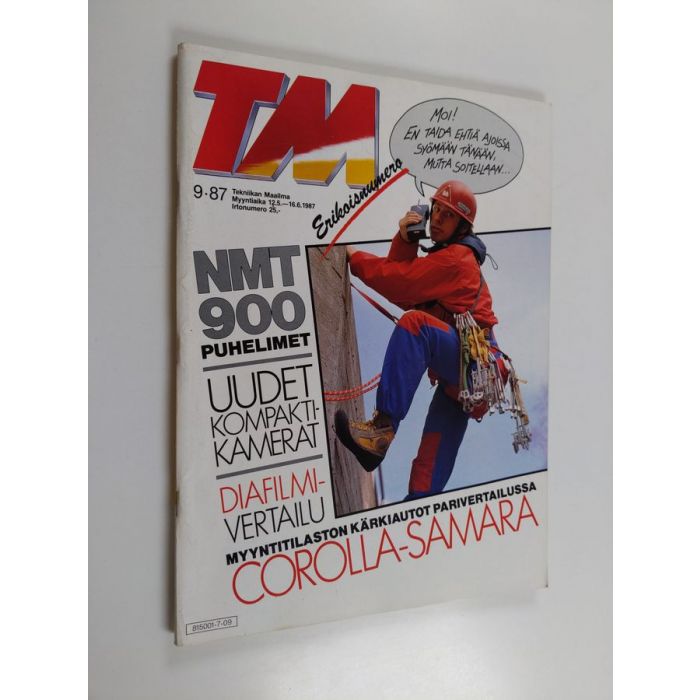 TM
9·87
Tekniikan Maailma
Myyntiaika 12.5.—16.6.1987
Irtonumero 25,-
Erikoisnumero
MOI!
EN TAIDA EHTIÄ AJOISSA
SYÖMÄÄN TÄNÄÄN,
MUTTA SOITELLAAN...
NMT
900
PUHELIMET
UUDET
KOMPAKTI-
KAMERAT
DIAFILMI-
VERTAILU
MYYNTITILASTON KÄRKIAUTOT PARIVERTAILUSSA
COROLLA-SAMARA
815001-7-09